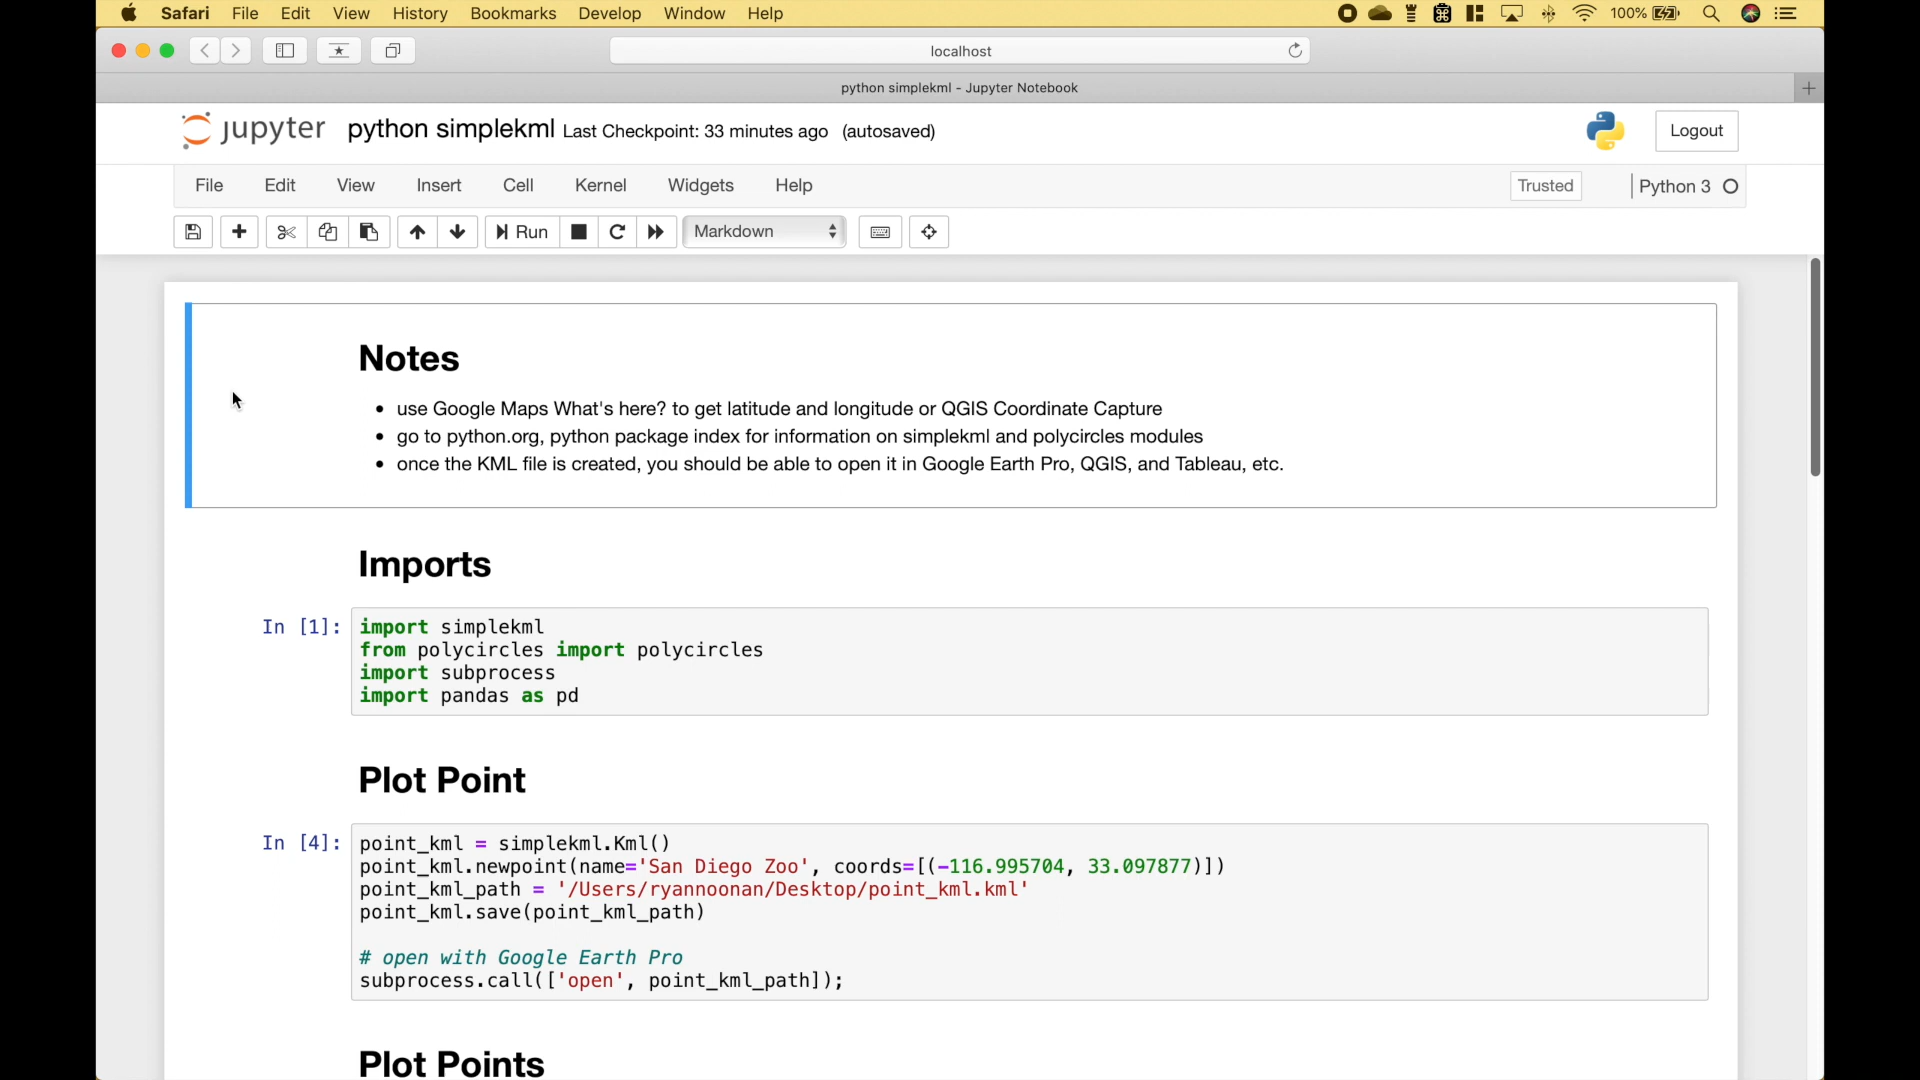 Safari File Edit View History Bookmarks Develop Window Help 100%
localhost
python simplekml - Jupyter Notebook
jupyter python simplekml Last Checkpoint: 33 minutes ago (autosaved) Logout
File Edit View Insert Cell Kernel Widgets Help Trusted Python 3
Run Markdown
Notes
• use Google Maps What's here? to get latitude and longitude or QGIS Coordinate Capture
• go to python.org, python package index for information on simplekml and polycircles modules
• once the KML file is created, you should be able to open it in Google Earth Pro, QGIS, and Tableau, etc.
Imports
In [1]: import simplekml
from polycircles import polycircles
import subprocess
import pandas as pd
Plot Point
In [4]: point_kml = simplekml.Kml()
point_kml.newpoint(name='San Diego Zoo', coords=[(-116.995704, 33.097877)])
point_kml_path = '/Users/ryannoonan/Desktop/point_kml.kml'
point_kml.save(point_kml_path)
# open with Google Earth Pro
subprocess.call(['open', point_kml_path]);
Plot Points